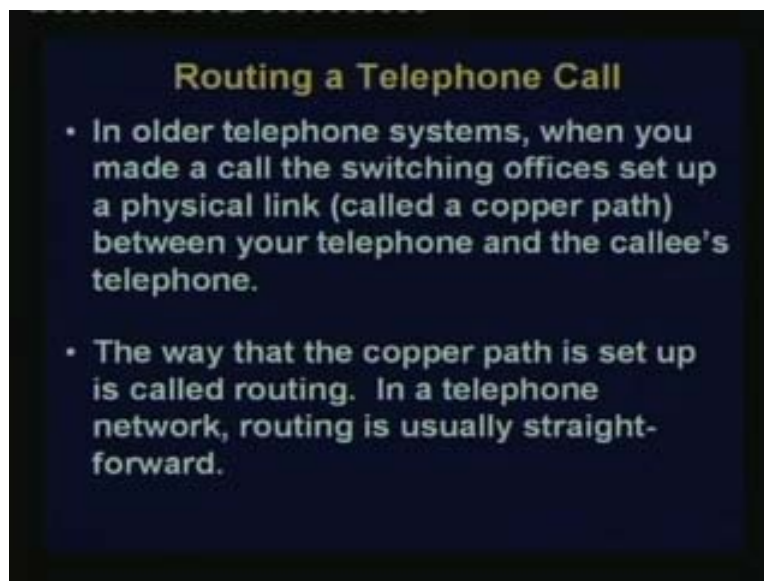 Routing a Telephone Call
• In older telephone systems, when you
made a call the switching offices set up
a physical link (called a copper path)
between your telephone and the callee's
telephone.
• The way that the copper path is set up
is called routing.  In a telephone
network, routing is usually straight-
forward.